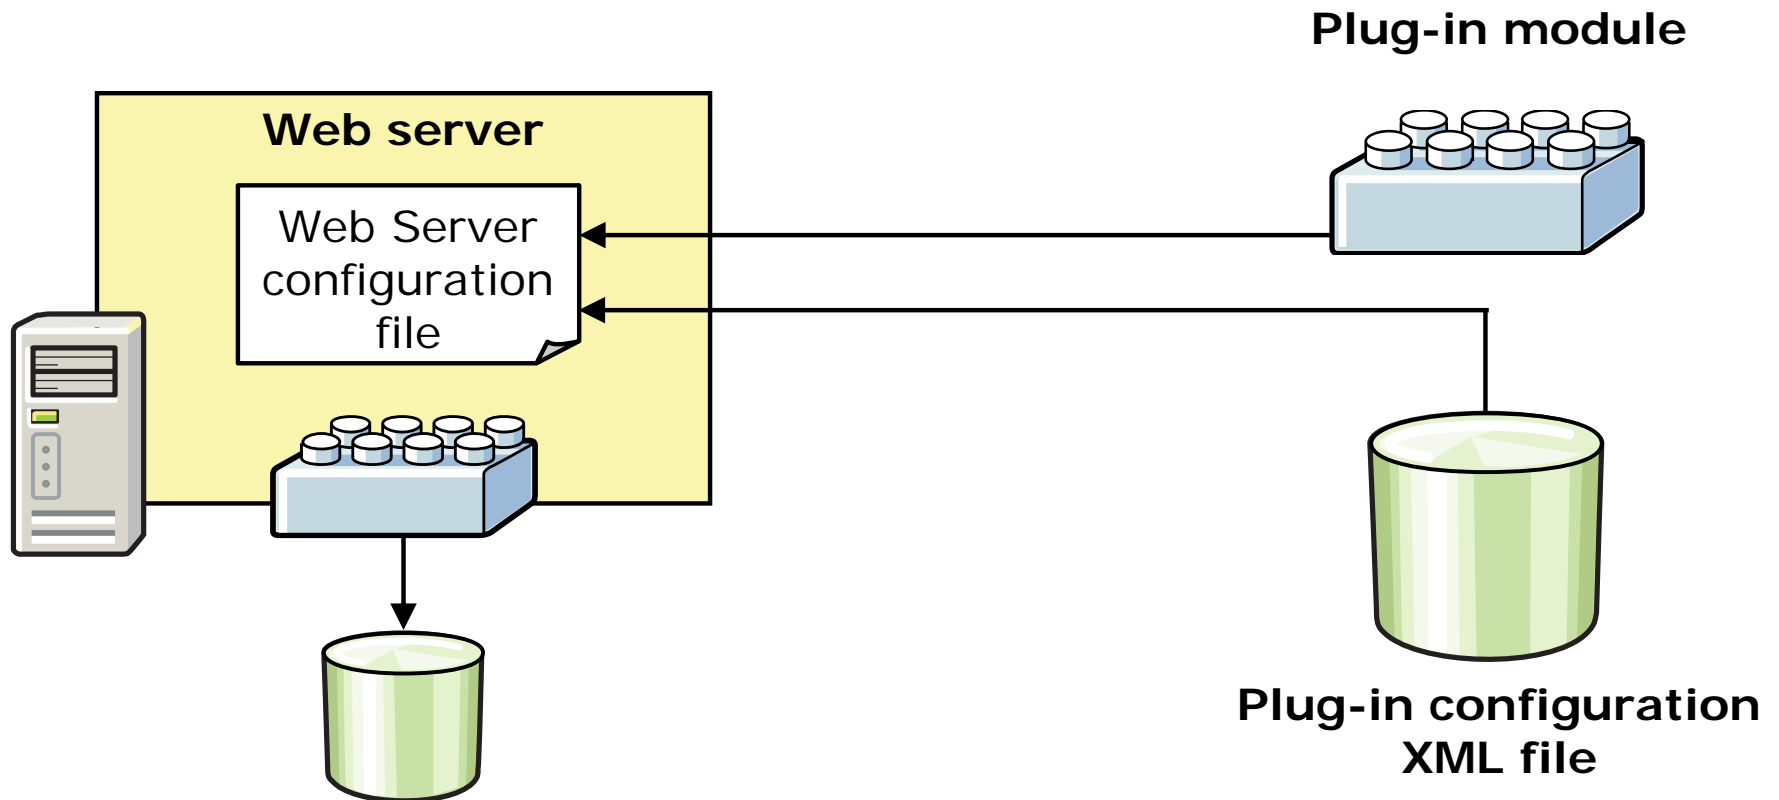 Plug-in module
Web server
Web Server
configuration
file
Plug-in configuration
XML file